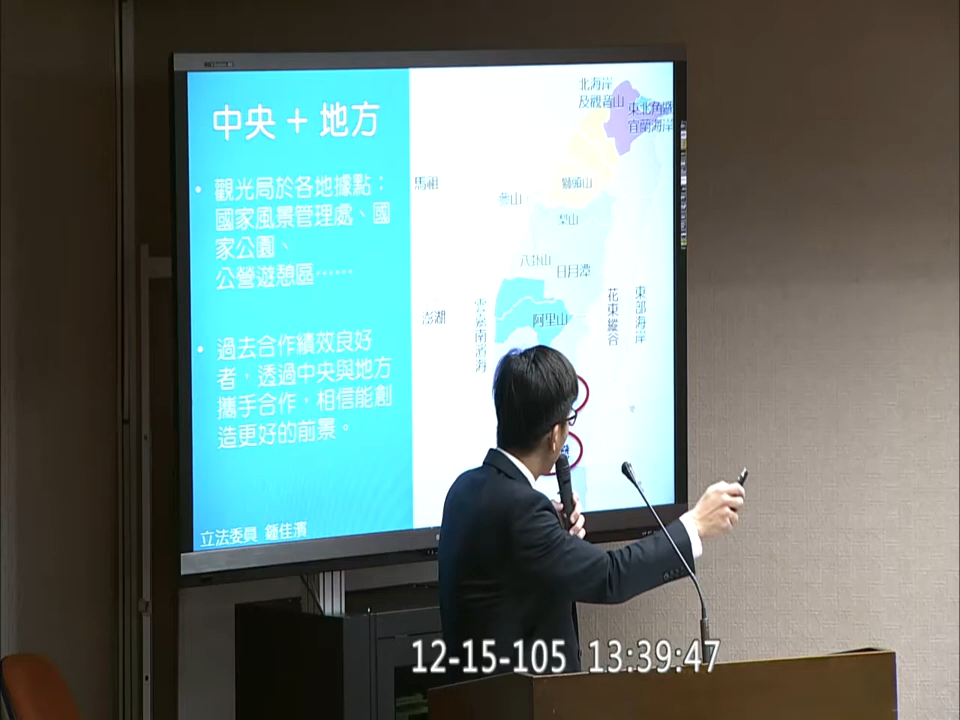 中央 + 地方
• 觀光局於各地據點：
國家風景管理處、國
家公園、
公營遊憩區……
• 過去合作績效良好
者，透過中央與地方
攜手合作，相信能創
造更好的前景。
立法委員 鍾佳濱
北海岸
及觀音山
東北角暨
宜蘭海岸
馬祖
獅頭山
參山
梨山
八卦山
日月潭
澎湖
雲嘉南濱海
阿里山
花東縱谷
東部海岸
12-15-105 13:39:47